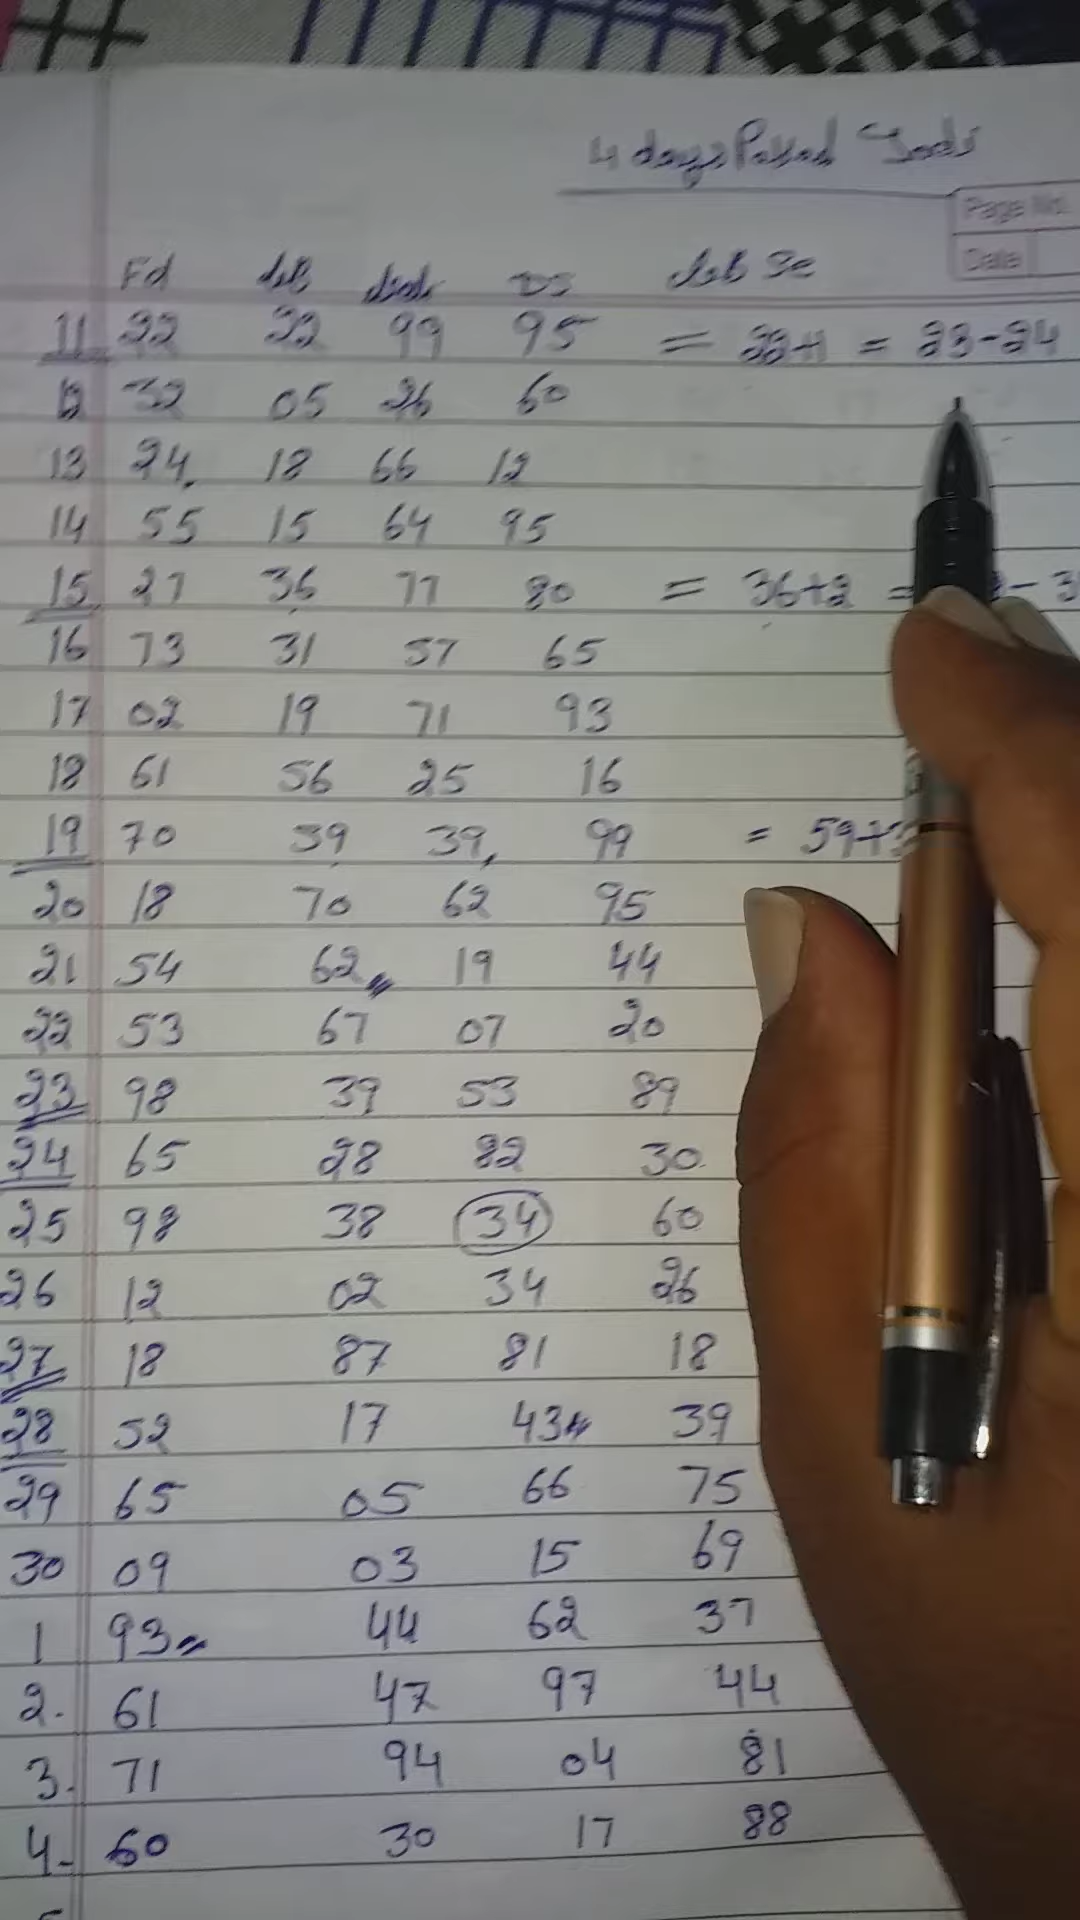 4 days Passed Jodi
Page No.
Date
Fd
11 22 22 99 95 = 22+1 = 23-24
12 32 05 26 60
13 24. 18 66 12
14 55 15 64 95
15 27 36 77 80 = 36+2 =
16 73 31 57 65
17 02 19 71 93
18 61 56 25 16
19 70 59 39, 99 = 59+3
20 18 70 62 95
21 54 62 19 44
22 53 67 07 20
23 98 39 53 89
24 65 28 82 30
25 98 38 34 60
26 12 02 34 26
27 18 87 81 18
28 52 17 43 39
29 65 05 66 75
30 09 03 15 69
1 93 44 62 37
2. 61 47 97 44
3. 71 94 04 81
4- 60 30 17 88